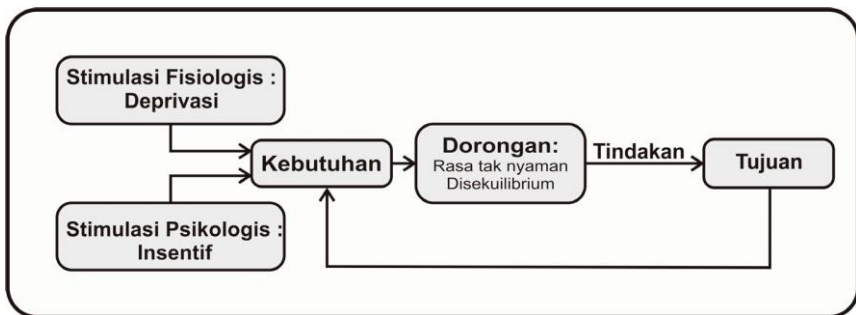 Stimulasi Fisiologis :
Deprivasi
Stimulasi Psikologis :
Insentif
Kebutuhan
Dorongan:
Rasa tak nyaman
Disekuilibrium
Tindakan
Tujuan